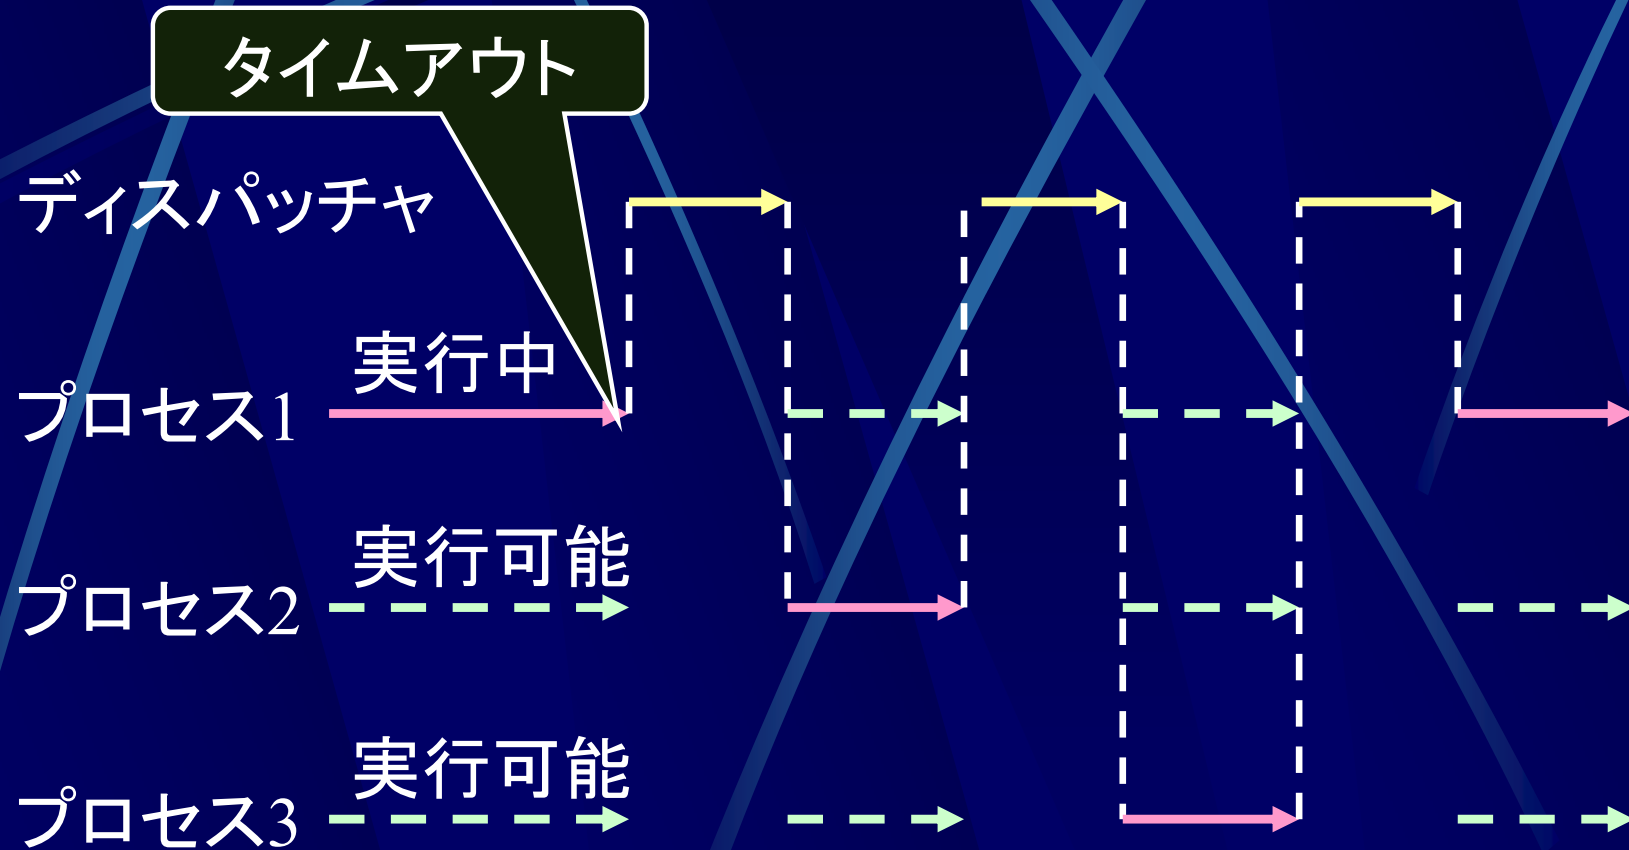 タイムアウト
ディスパッチャ
実行中
プロセス1
実行可能
プロセス2
実行可能
プロセス3